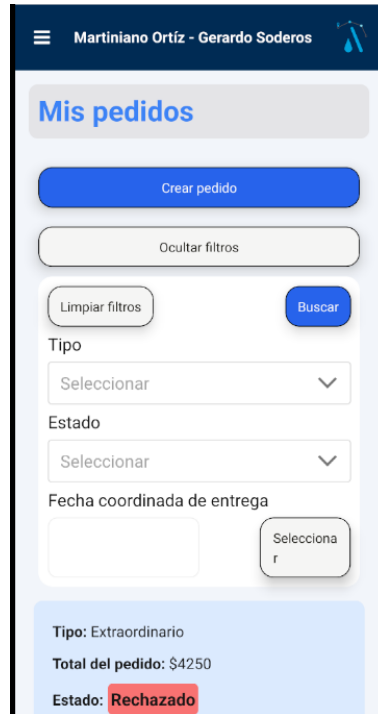 Martiniano Ortíz - Gerardo Soderos
Mis pedidos
Crear pedido
Ocultar filtros
Limpiar filtros
Buscar
Tipo
Seleccionar
Estado
Seleccionar
Fecha coordinada de entrega
Selecciona
r
Tipo: Extraordinario
Total del pedido: $4250
Estado: Rechazado